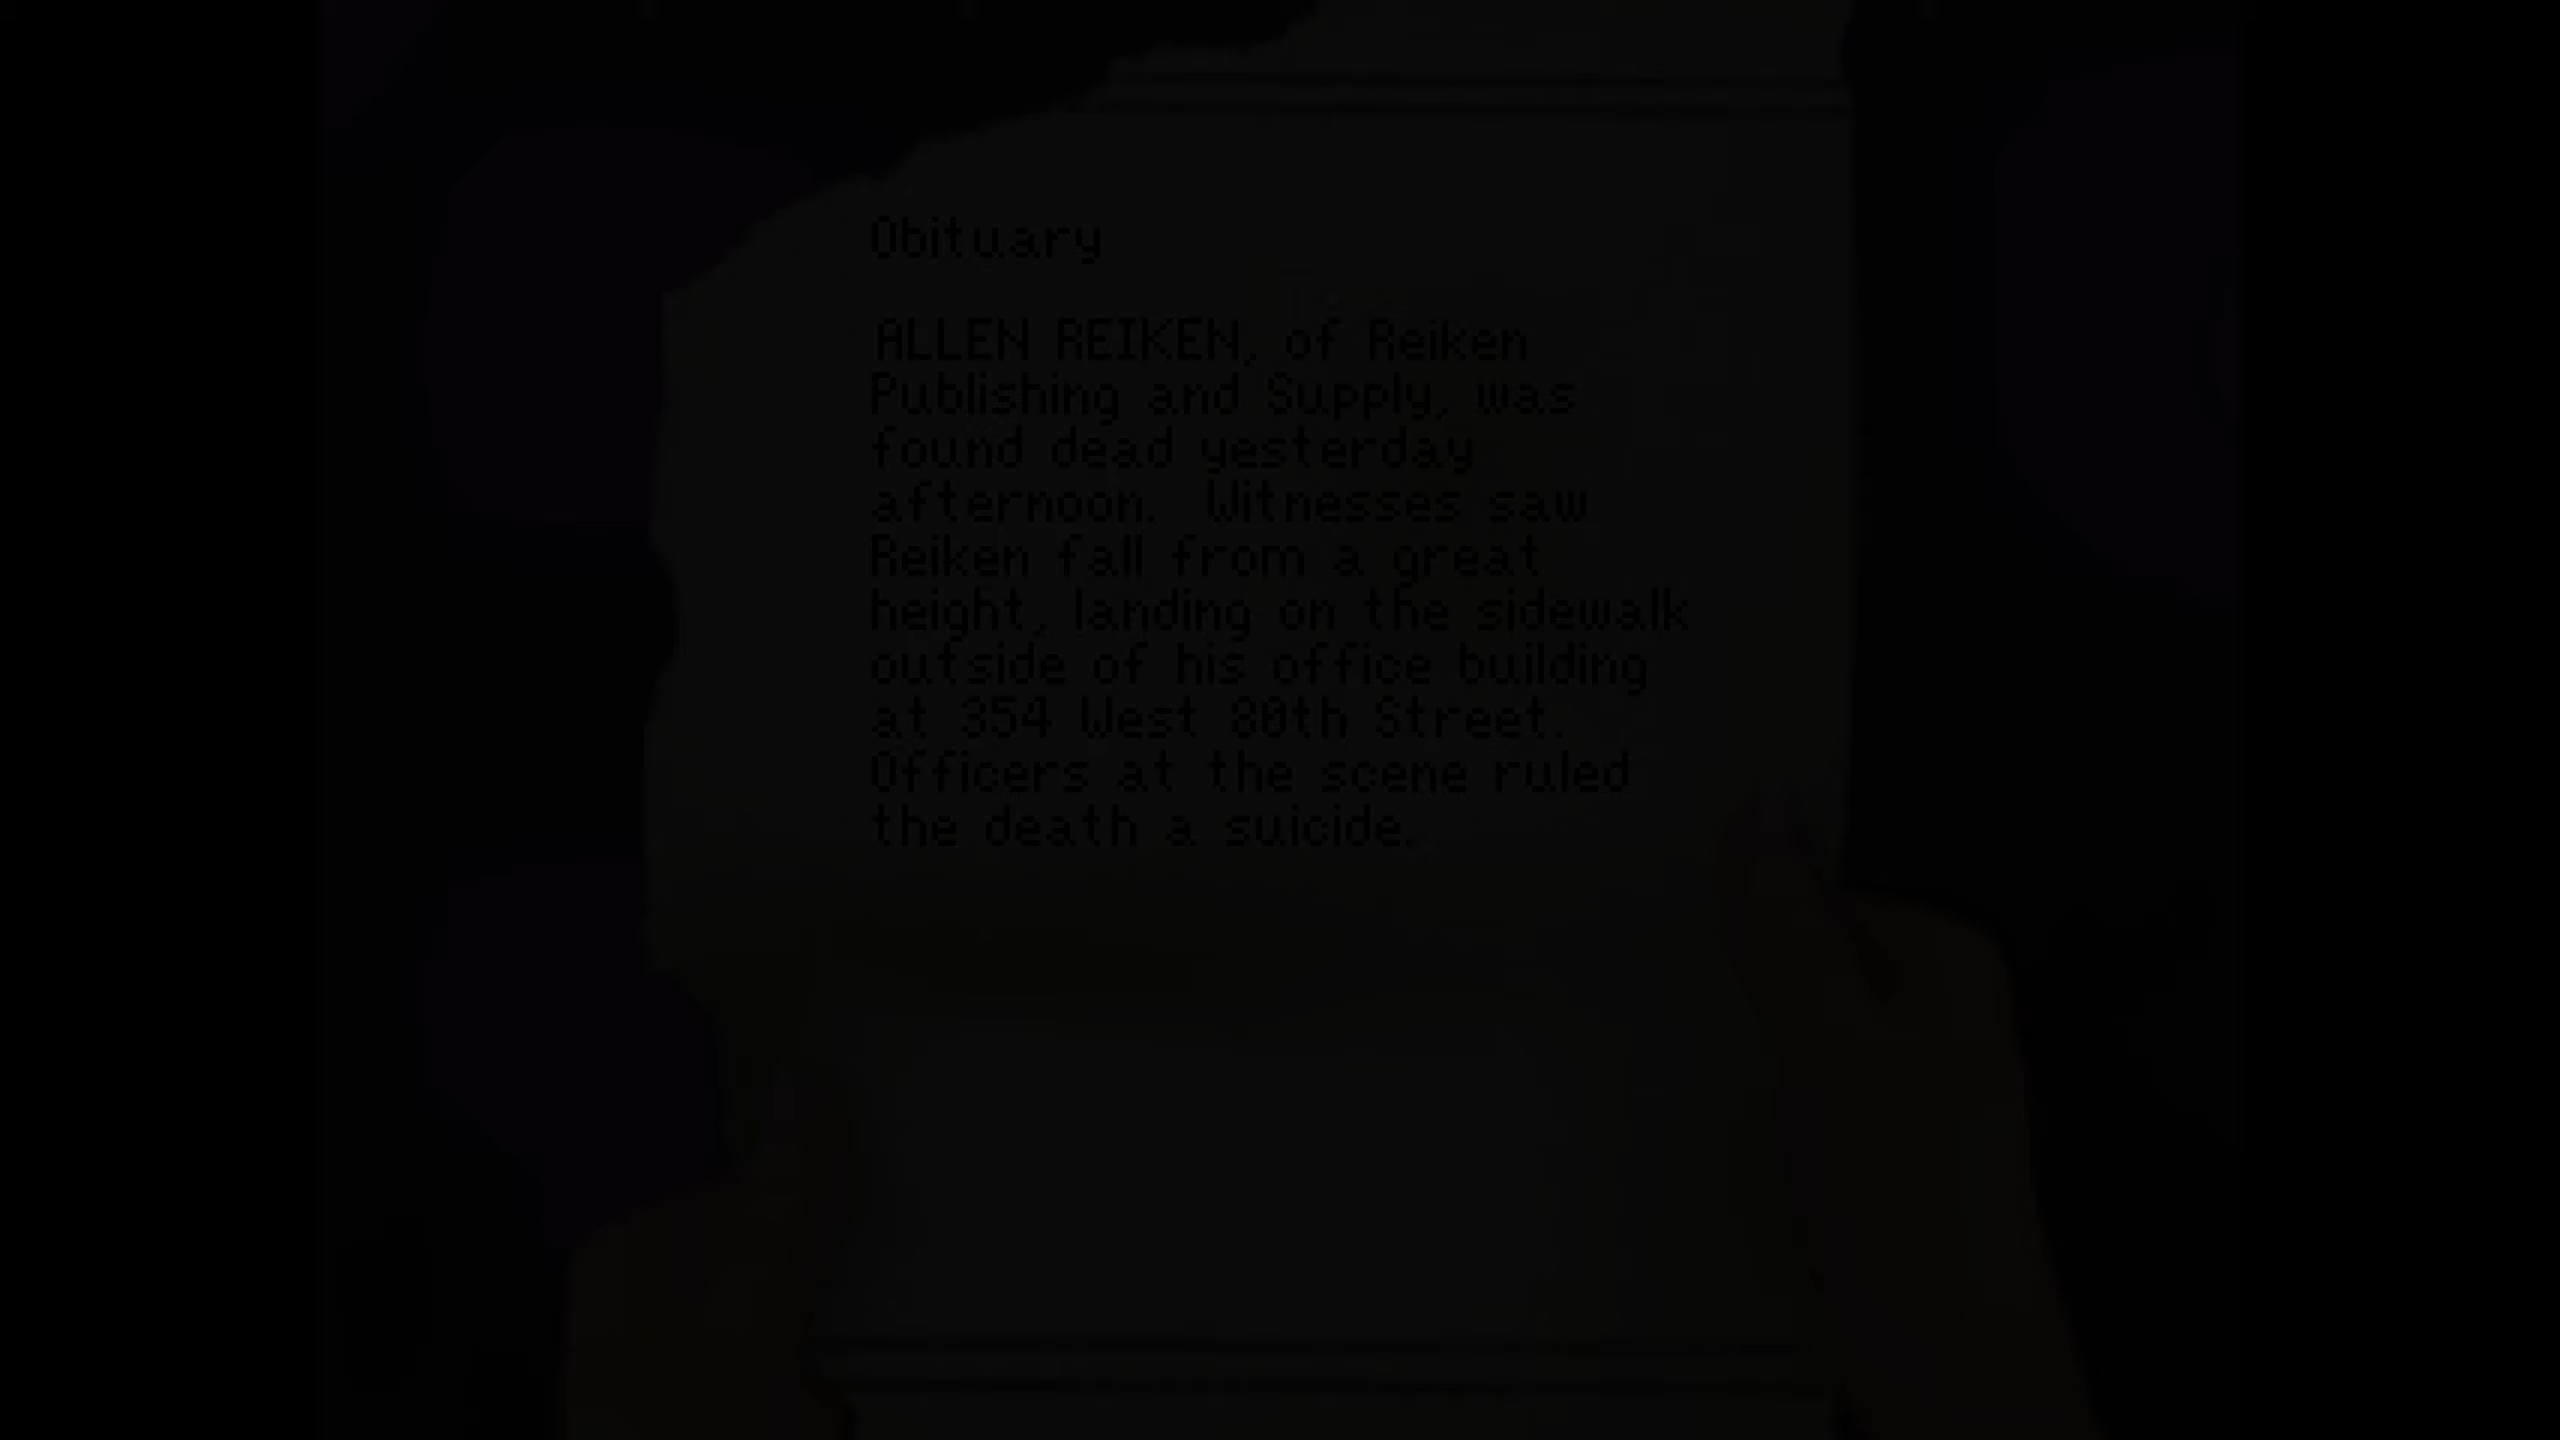 Obituary
ALLEN REIKEN, of Reiken
Publishing and Supply, was
found dead yesterday
afternoon.  Witnesses saw
Reiken fall from a great
height, landing on the sidewalk
outside of his office building
at 354 West 80th Street.
Officers at the scene ruled
the death a suicide.